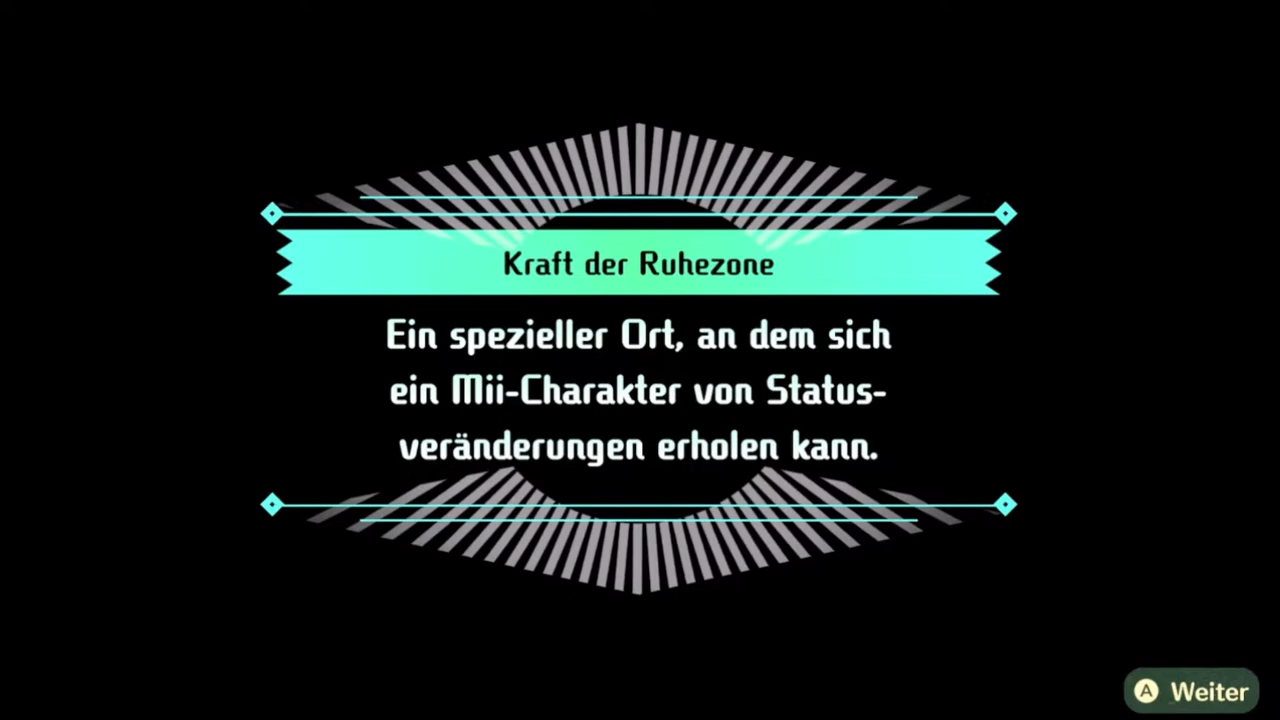 Kraft der Ruhezone
Ein spezieller Ort, an dem sich
ein Mii-Charakter von Status-
veränderungen erholen kann.
A Weiter